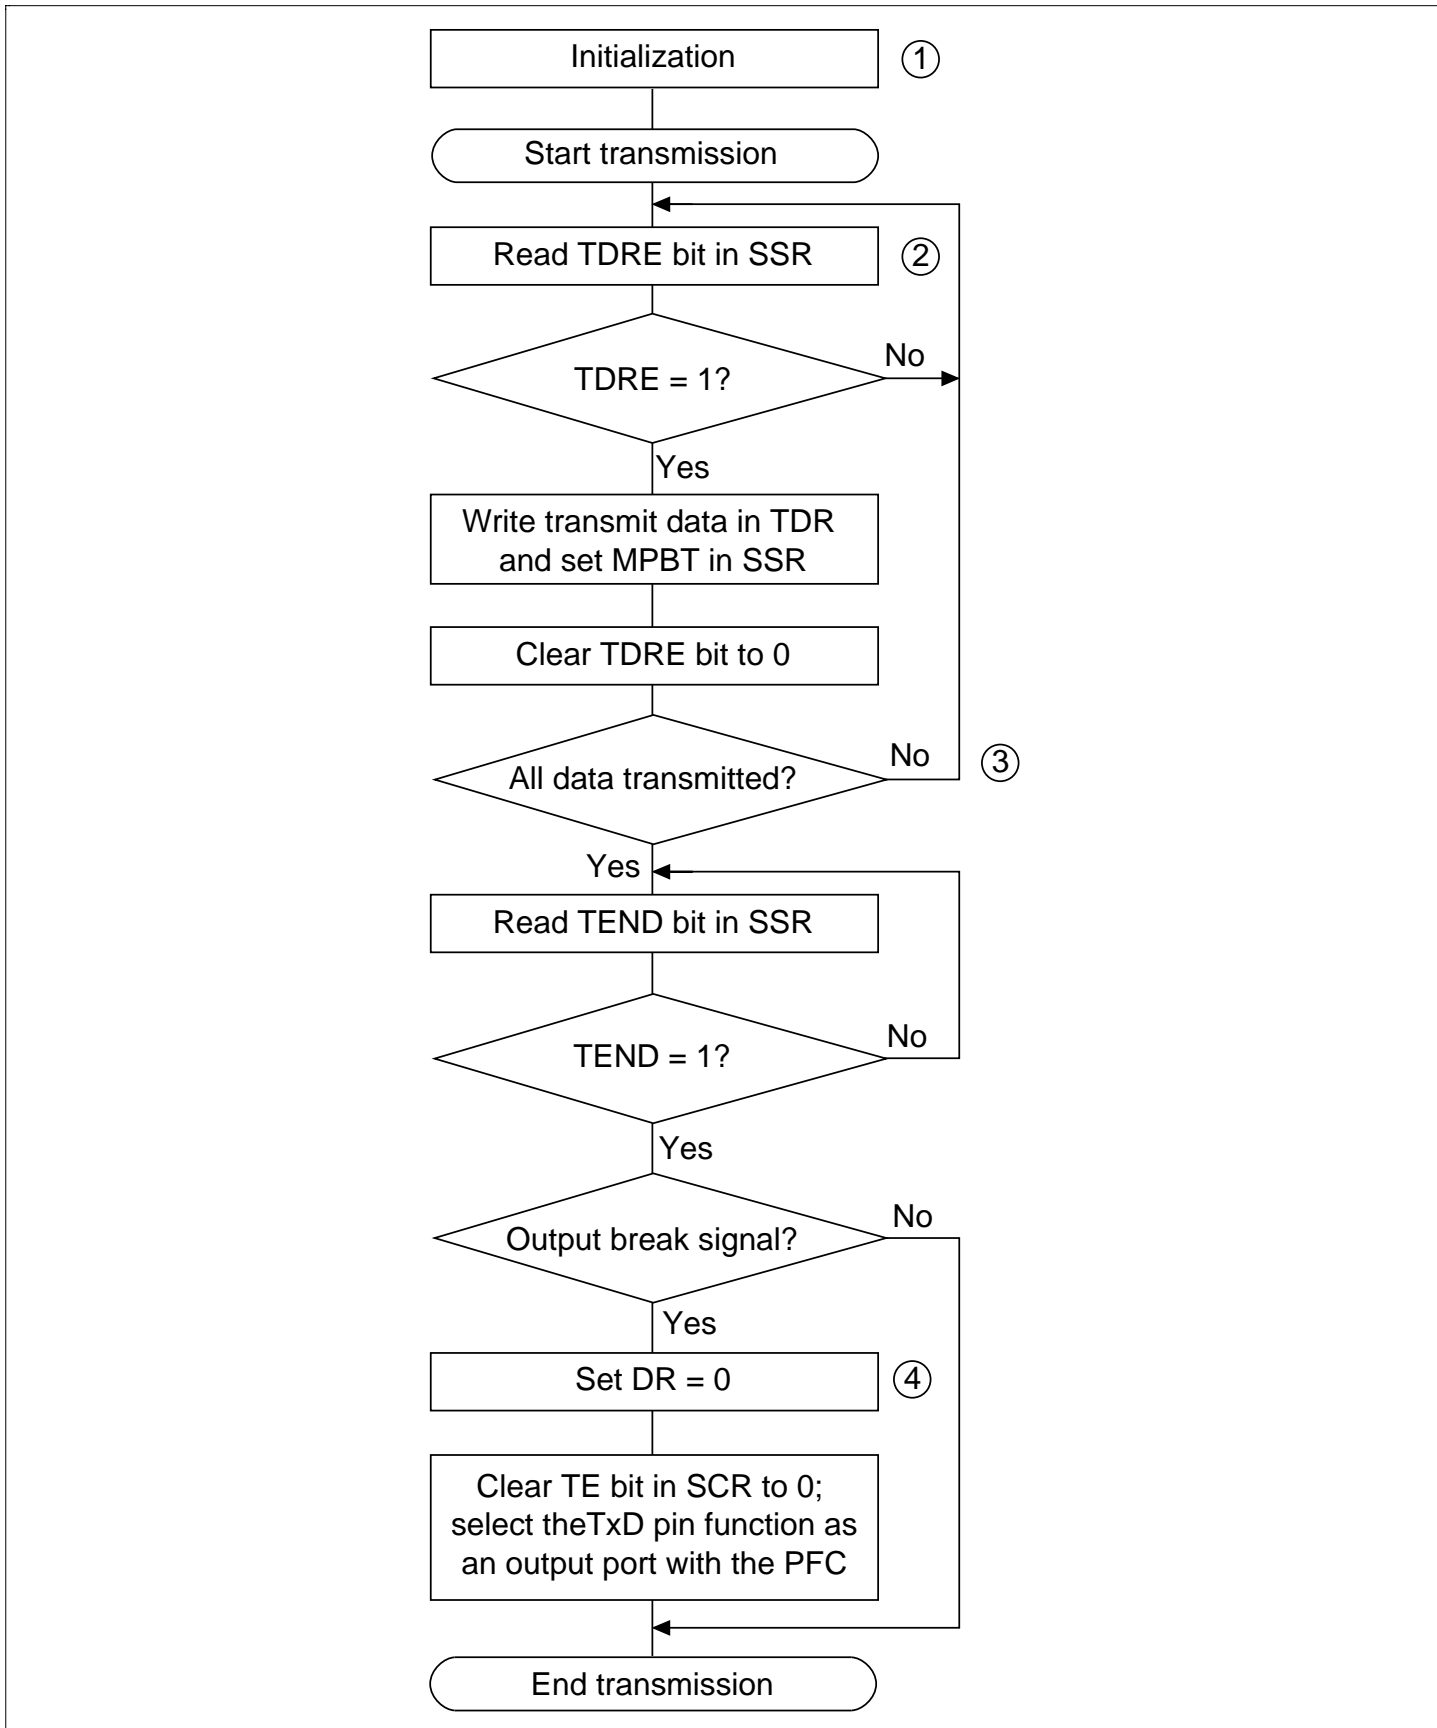 Initialization
①
Start transmission
Read TDRE bit in SSR
②
TDRE = 1?
No
Yes
Write transmit data in TDR
and set MPBT in SSR
Clear TDRE bit to 0
All data transmitted?
No
③
Yes
Read TEND bit in SSR
TEND = 1?
No
Yes
Output break signal?
No
Yes
Set DR = 0
④
Clear TE bit in SCR to 0;
select theTxD pin function as
an output port with the PFC
End transmission